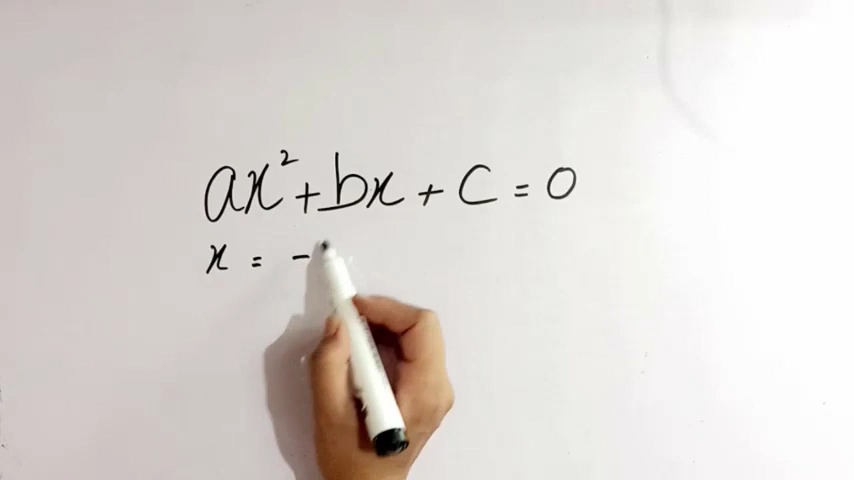 ax² + bx + c = 0
x = -